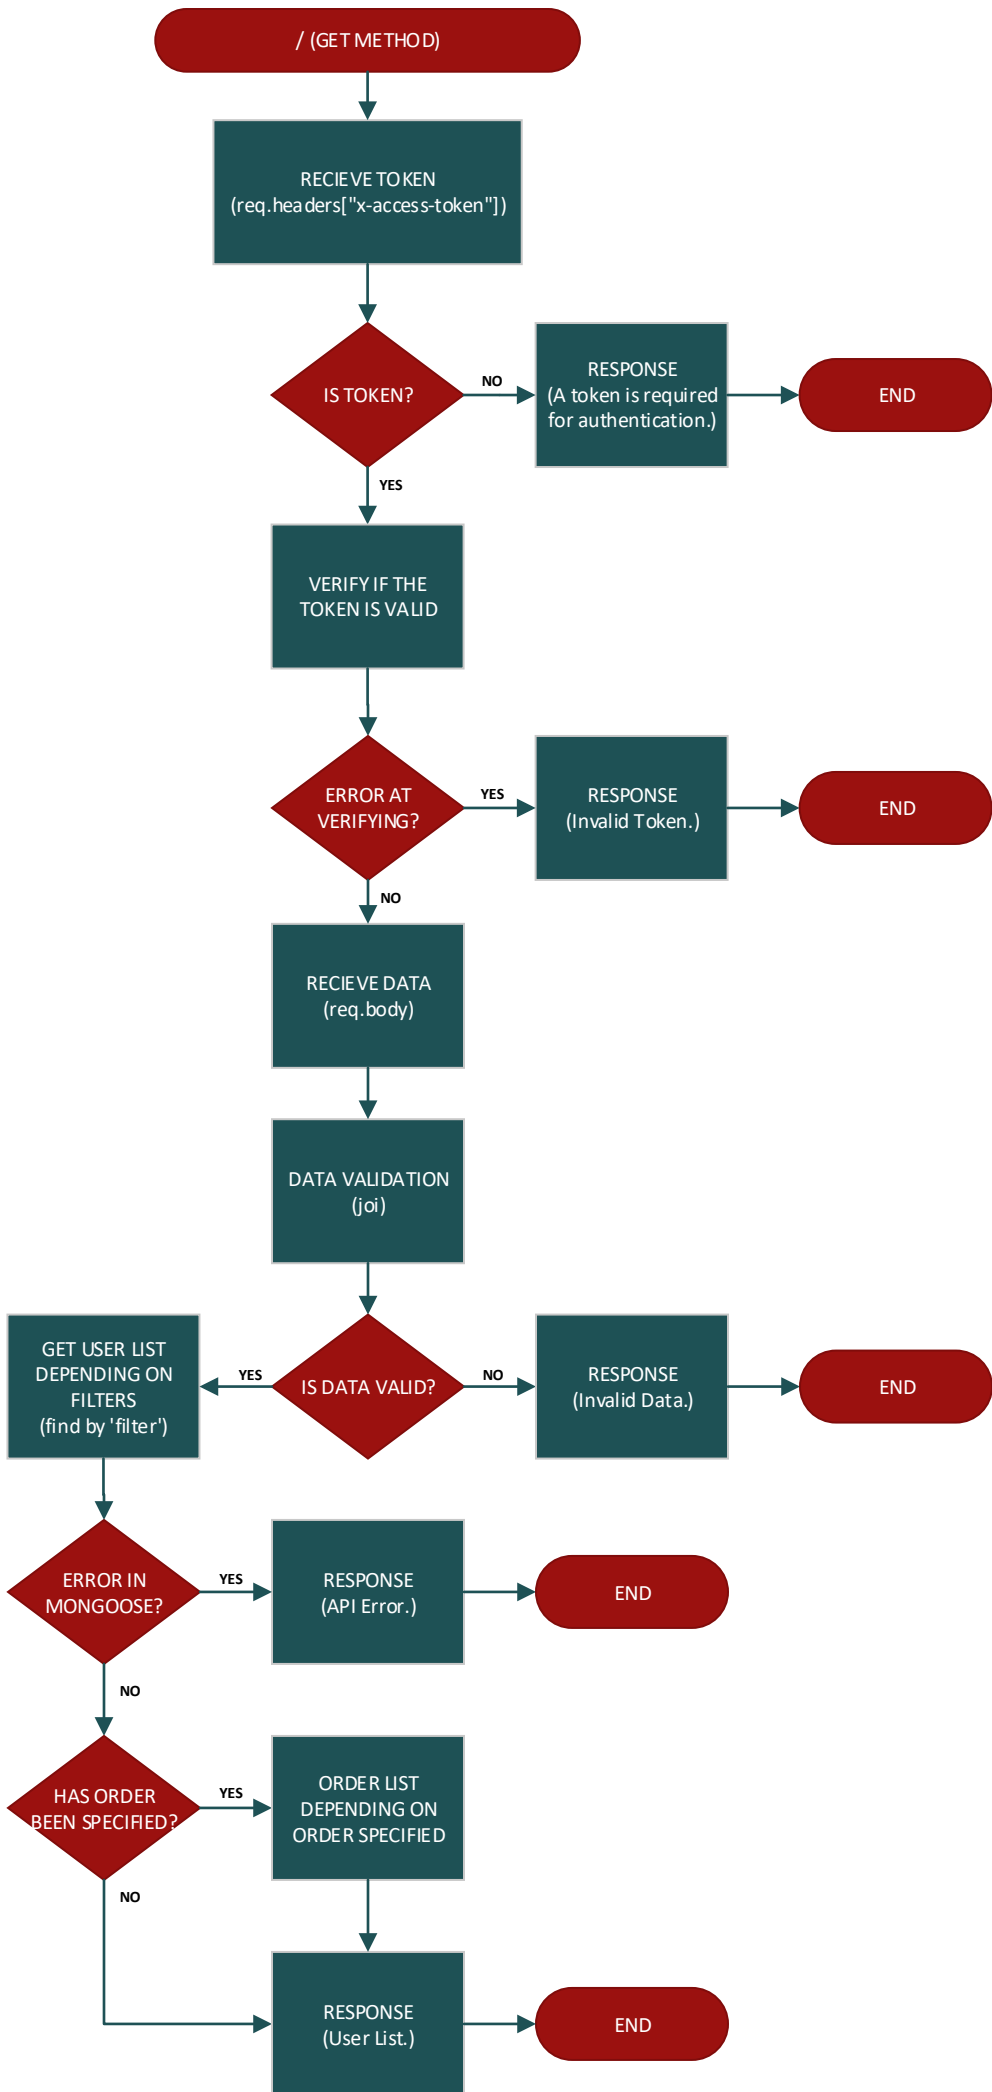 / (GET METHOD)
RECIEVE TOKEN
(req.headers["x-access-token"])
IS TOKEN?
NO
RESPONSE
(A token is required
for authentication.)
END
YES
VERIFY IF THE
TOKEN IS VALID
ERROR AT
VERIFYING?
YES
RESPONSE
(Invalid Token.)
END
NO
RECIEVE DATA
(req.body)
DATA VALIDATION
(joi)
IS DATA VALID?
NO
RESPONSE
(Invalid Data.)
END
YES
GET USER LIST
DEPENDING ON
FILTERS
(find by 'filter')
ERROR IN
MONGOOSE?
YES
RESPONSE
(API Error.)
END
NO
HAS ORDER
BEEN SPECIFIED?
YES
ORDER LIST
DEPENDING ON
ORDER SPECIFIED
NO
RESPONSE
(User List.)
END